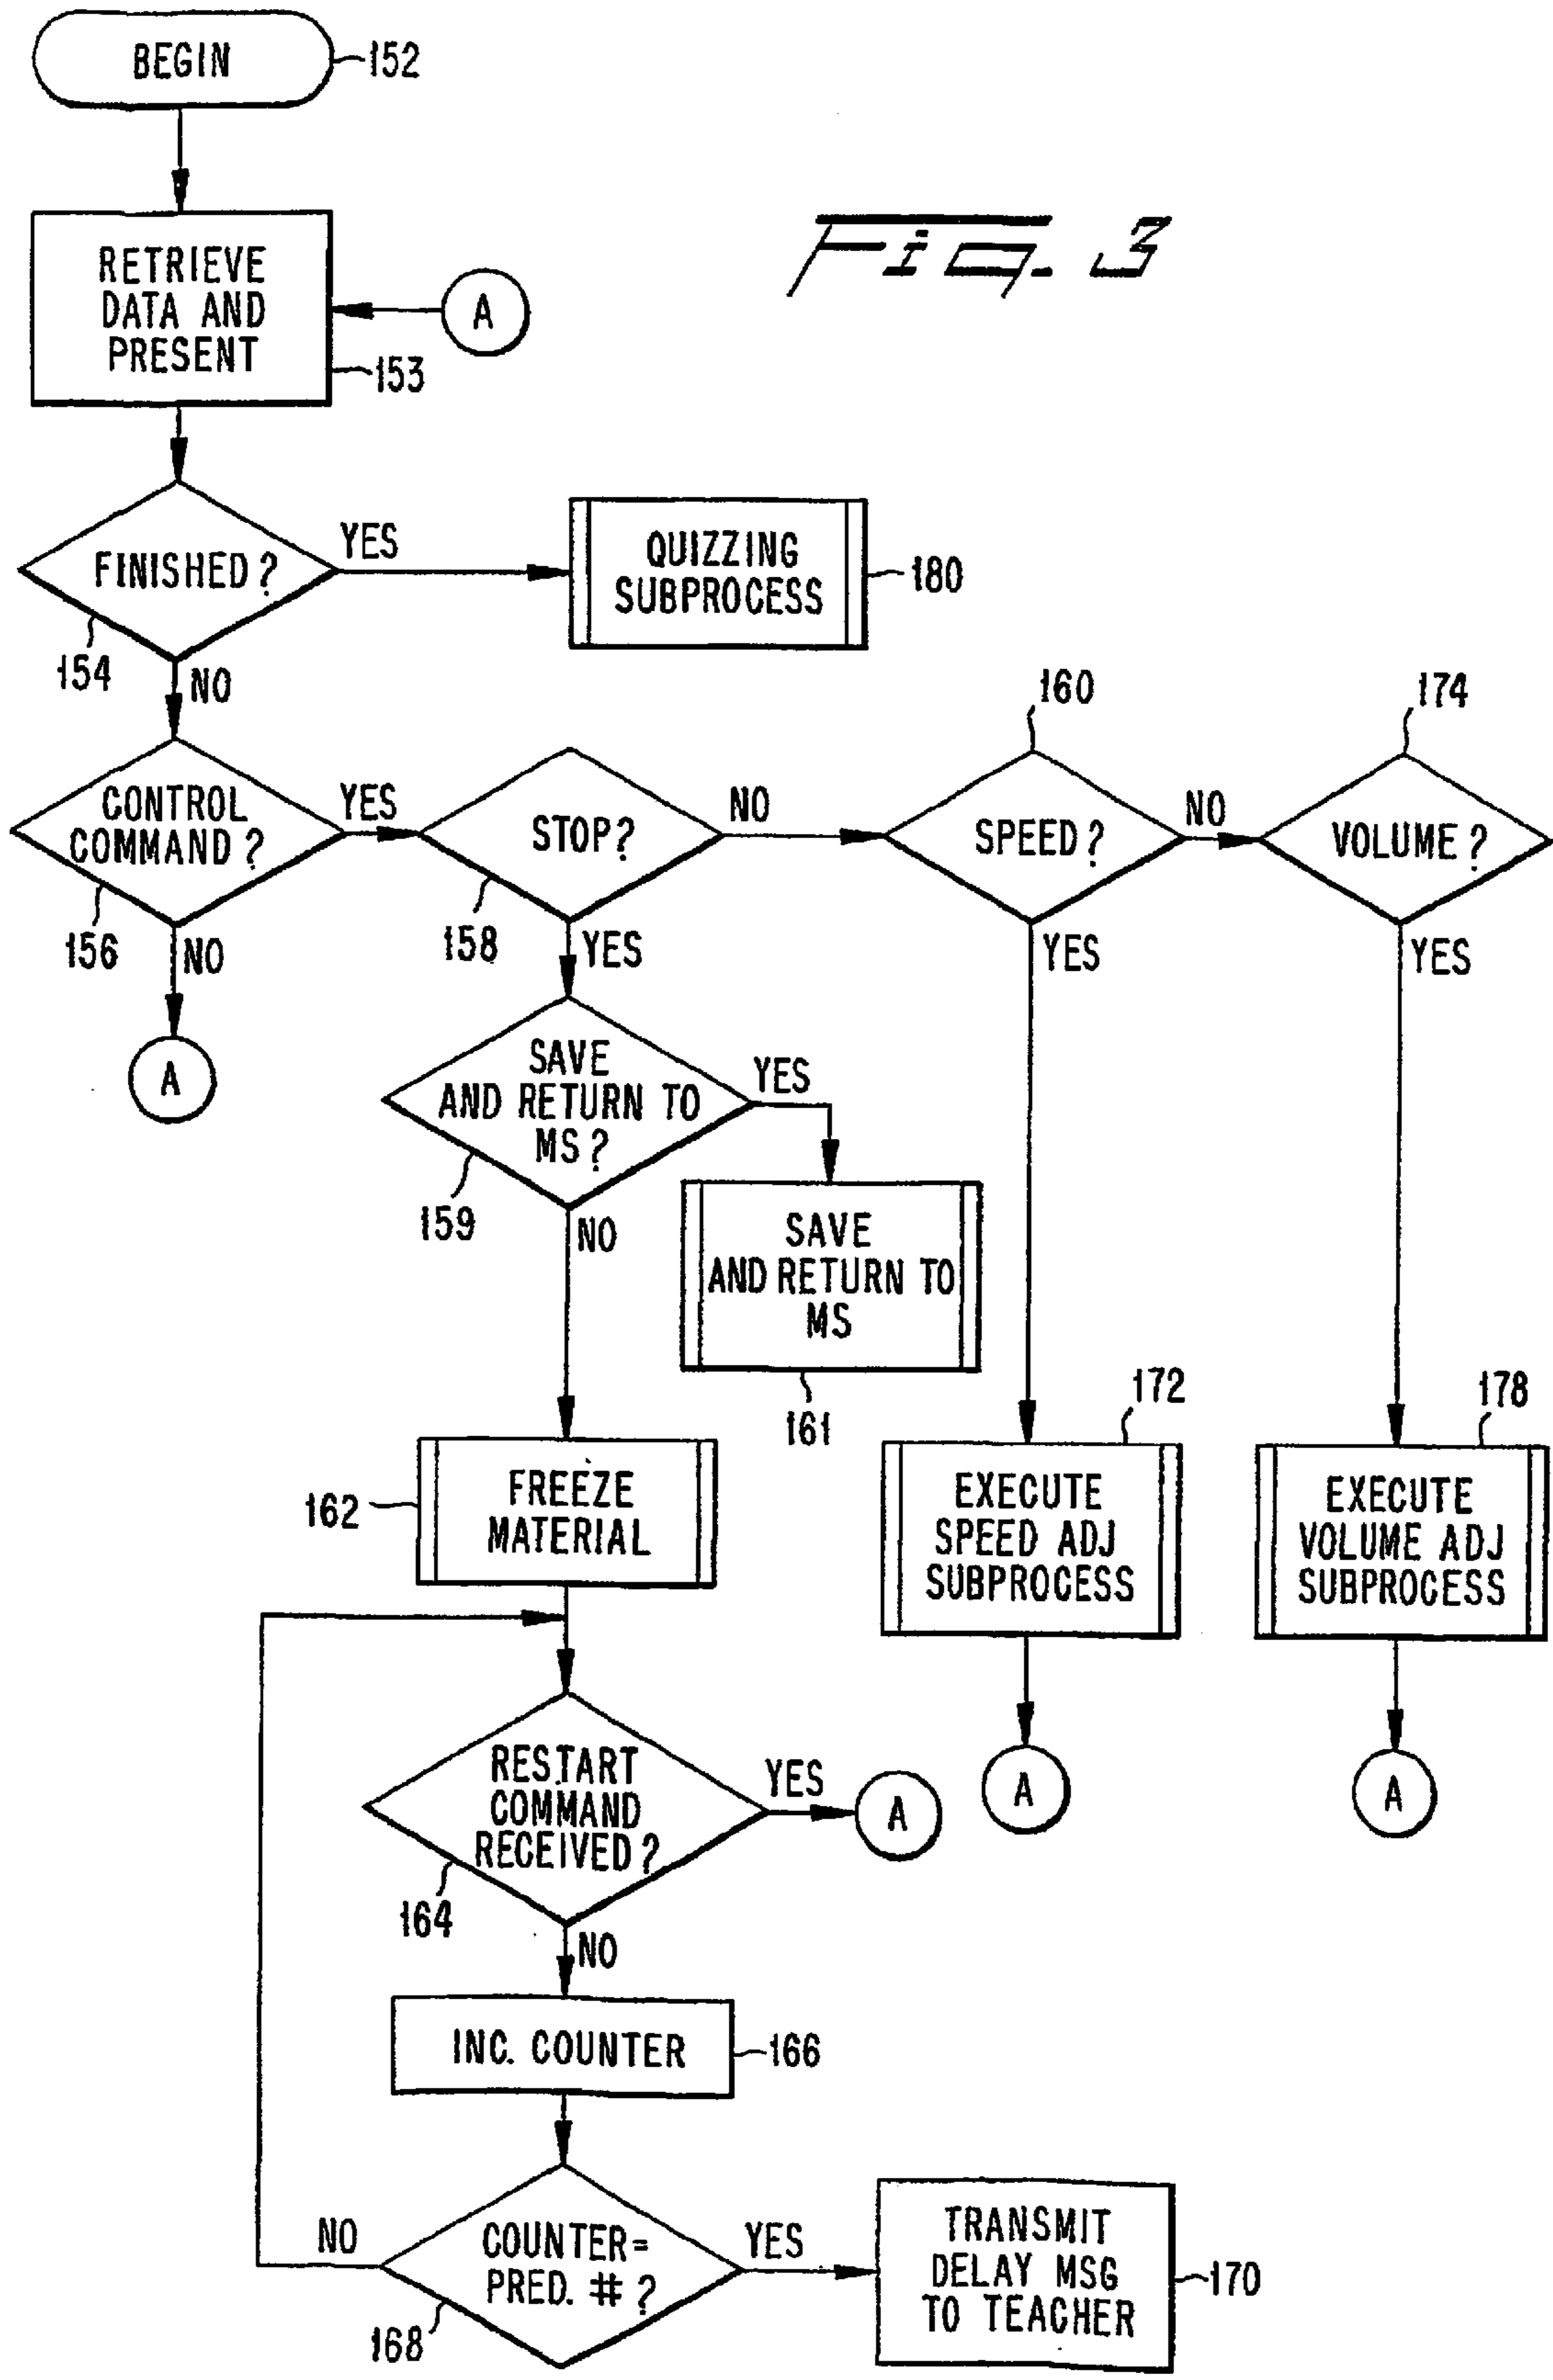 BEGIN
152
Fig. 3
RETRIEVE
DATA AND
PRESENT
A
153
FINISHED?
YES
154
NO
QUIZZING
SUBPROCESS
180
CONTROL
COMMAND?
YES
156
NO
A
STOP?
NO
158
YES
160
SPEED?
NO
YES
174
VOLUME?
YES
SAVE
AND RETURN TO
MS?
YES
159
NO
SAVE
AND RETURN TO
MS
161
162
FREEZE
MATERIAL
172
EXECUTE
SPEED ADJ
SUBPROCESS
A
178
EXECUTE
VOLUME ADJ
SUBPROCESS
A
RESTART
COMMAND
RECEIVED?
YES
A
164
NO
INC. COUNTER
166
COUNTER=
PRED. #?
NO
YES
168
TRANSMIT
DELAY MSG
TO TEACHER
170